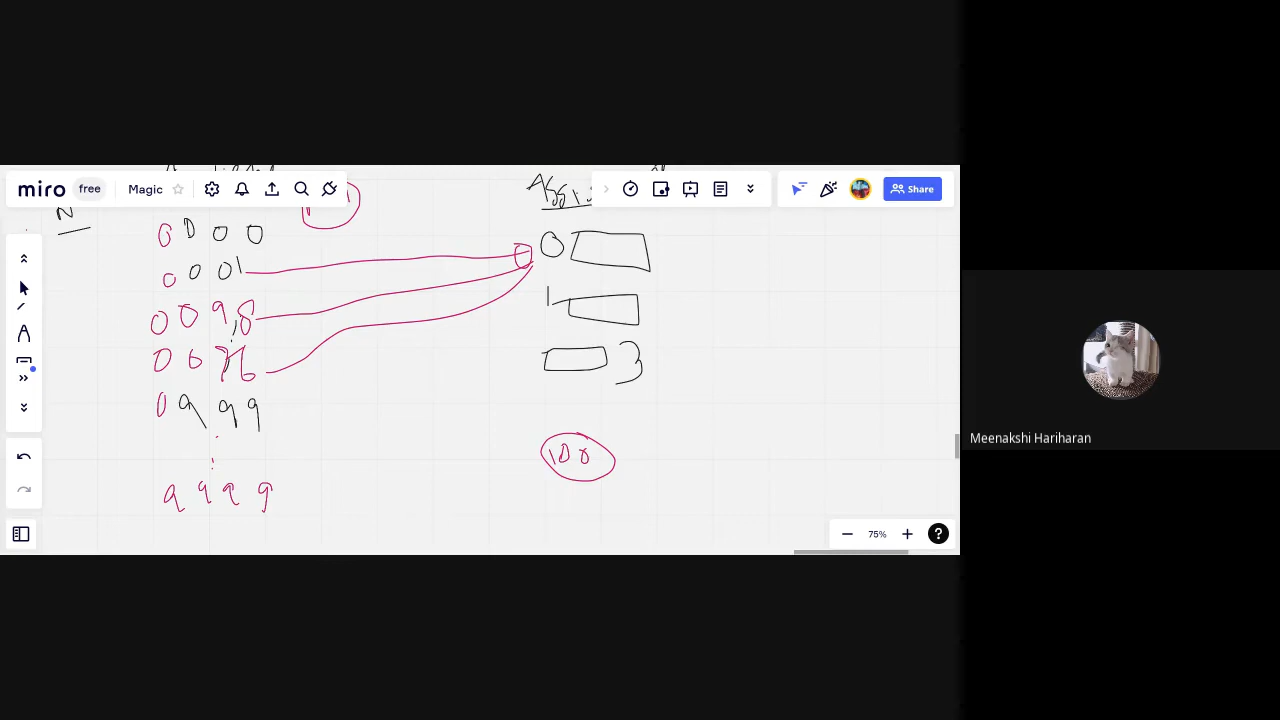 miro free Magic Share
N
0 0 0 0
0 0 0 1
0 0 9 8
0 0 6
0 9 9 9
9 9 9 9
0
1
3
100
75%
Meenakshi Hariharan